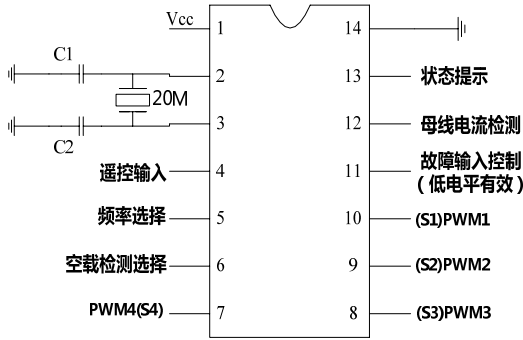 Vcc 1 14
C1 2 13 状态提示
20M
C2 3 12 母线电流检测
遥控输入 4 11 故障输入控制
(低电平有效)
频率选择 5 10 (S1)PWM1
空载检测选择 6 9 (S2)PWM2
PWM4(S4) 7 8 (S3)PWM3